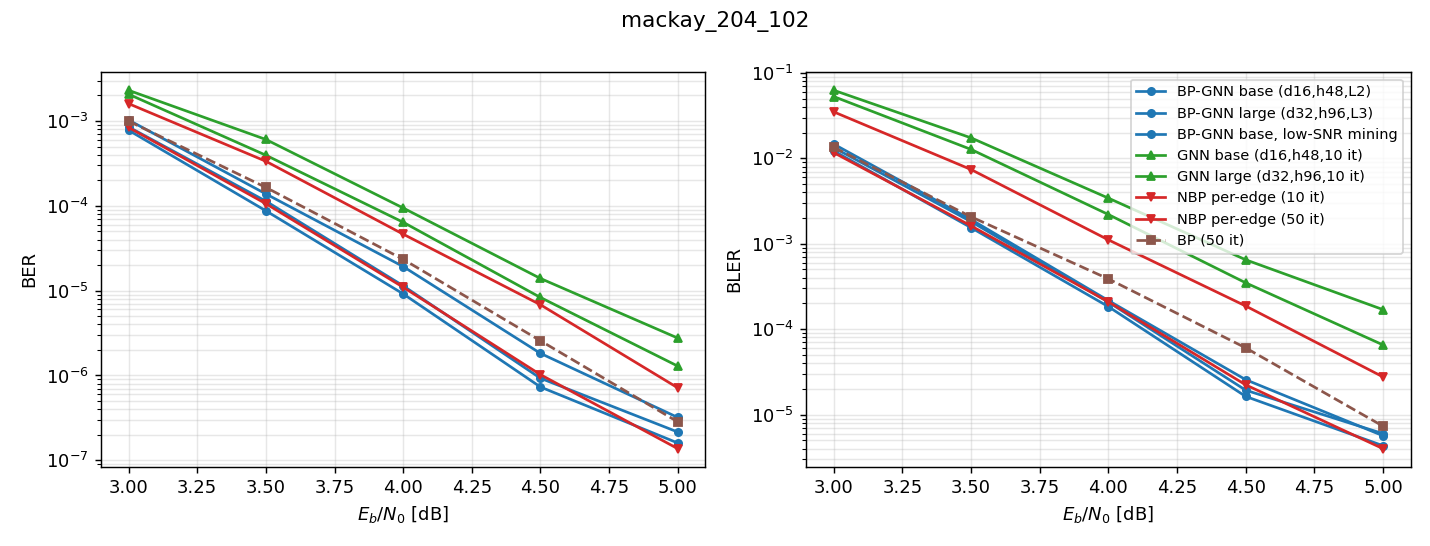 mackay_204_102
BER
10⁻³
10⁻⁴
10⁻⁵
10⁻⁶
10⁻⁷
3.00 3.25 3.50 3.75 4.00 4.25 4.50 4.75 5.00
E_b/N_0 [dB]
BLER
10⁻¹
10⁻²
10⁻³
10⁻⁴
10⁻⁵
BP-GNN base (d16,h48,L2)
BP-GNN large (d32,h96,L3)
BP-GNN base, low-SNR mining
GNN base (d16,h48,10 it)
GNN large (d32,h96,10 it)
NBP per-edge (10 it)
NBP per-edge (50 it)
BP (50 it)
3.00 3.25 3.50 3.75 4.00 4.25 4.50 4.75 5.00
E_b/N_0 [dB]